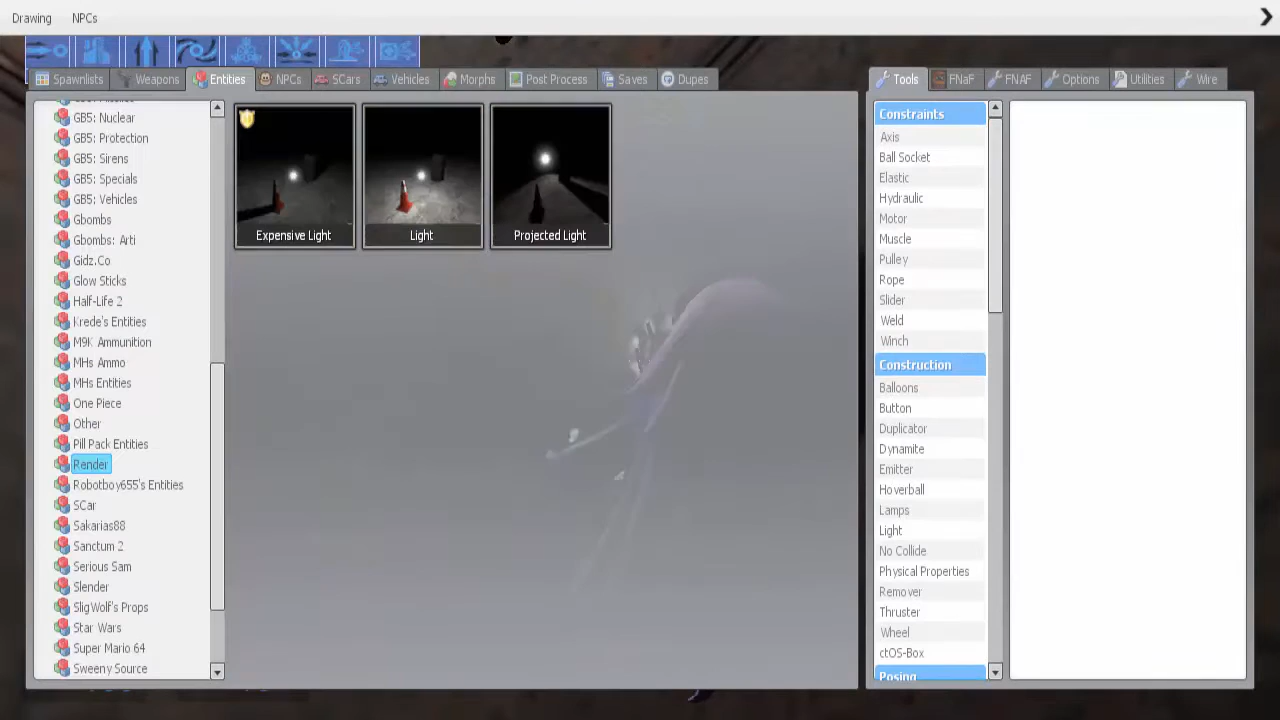 Drawing NPCs
Spawnlists Weapons Entities NPCs SCars Vehicles Morphs Post Process Saves Dupes
Tools FNaF FNAF Options Utilities Wire
GB5: Nuclear
GB5: Protection
GB5: Sirens
GB5: Specials
GB5: Vehicles
Gbombs
Gbombs: Arti
Gidz.Co
Glow Sticks
Half-Life 2
Krede's Entities
M9K Ammunition
MHs Ammo
MHs Entities
One Piece
Other
Pill Pack Entities
Render
Robotboy655's Entities
SCar
Sakarias88
Sanctum 2
Serious Sam
Slender
SligWolf's Props
Star Wars
Super Mario 64
Sweeny Source
Expensive Light
Light
Projected Light
Constraints
Axis
Ball Socket
Elastic
Hydraulic
Motor
Muscle
Pulley
Rope
Slider
Weld
Winch
Construction
Balloons
Button
Duplicator
Dynamite
Emitter
Hoverball
Lamps
Light
No Collide
Physical Properties
Remover
Thruster
Wheel
ctOS-Box
Posing